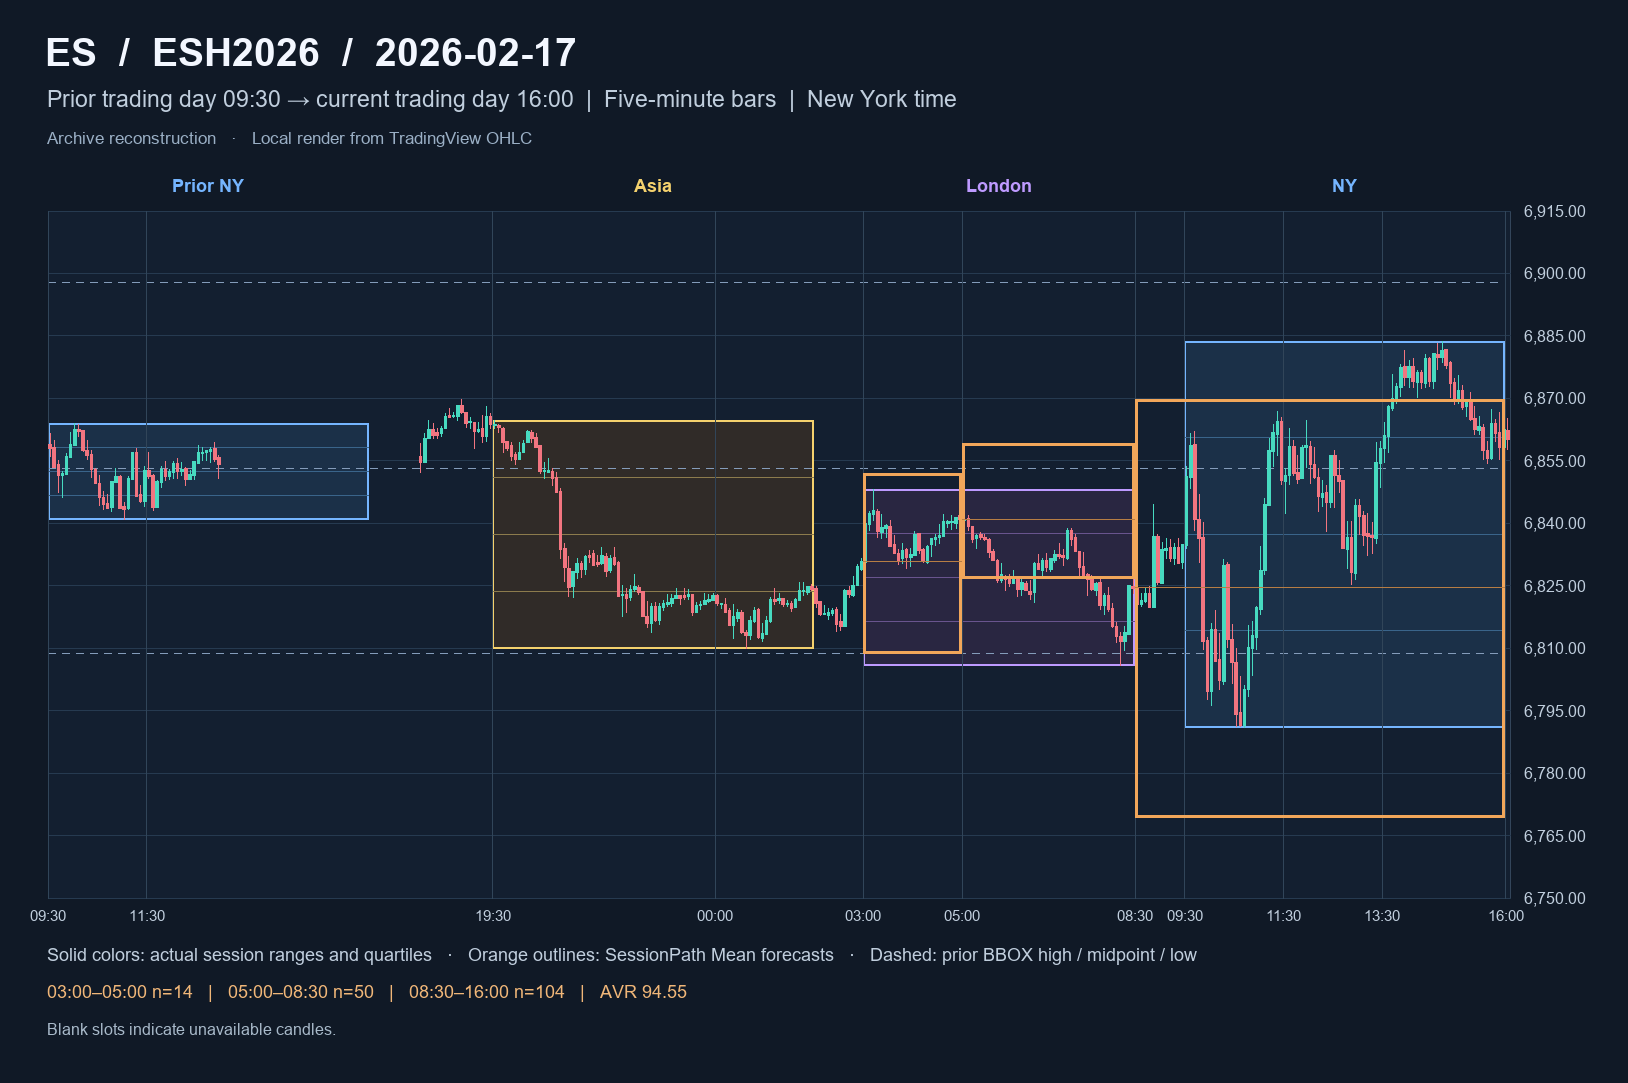 ES / ESH2026 / 2026-02-17
Prior trading day 09:30 → current trading day 16:00 | Five-minute bars | New York time
Archive reconstruction · Local render from TradingView OHLC
Prior NY Asia London NY
6,915.00
6,900.00
6,885.00
6,870.00
6,855.00
6,840.00
6,825.00
6,810.00
6,795.00
6,780.00
6,765.00
6,750.00
09:30 11:30 19:30 00:00 03:00 05:00 08:30 09:30 11:30 13:30 16:00
Solid colors: actual session ranges and quartiles · Orange outlines: SessionPath Mean forecasts · Dashed: prior BBOX high / midpoint / low
03:00–05:00 n=14 | 05:00–08:30 n=50 | 08:30–16:00 n=104 | AVR 94.55
Blank slots indicate unavailable candles.